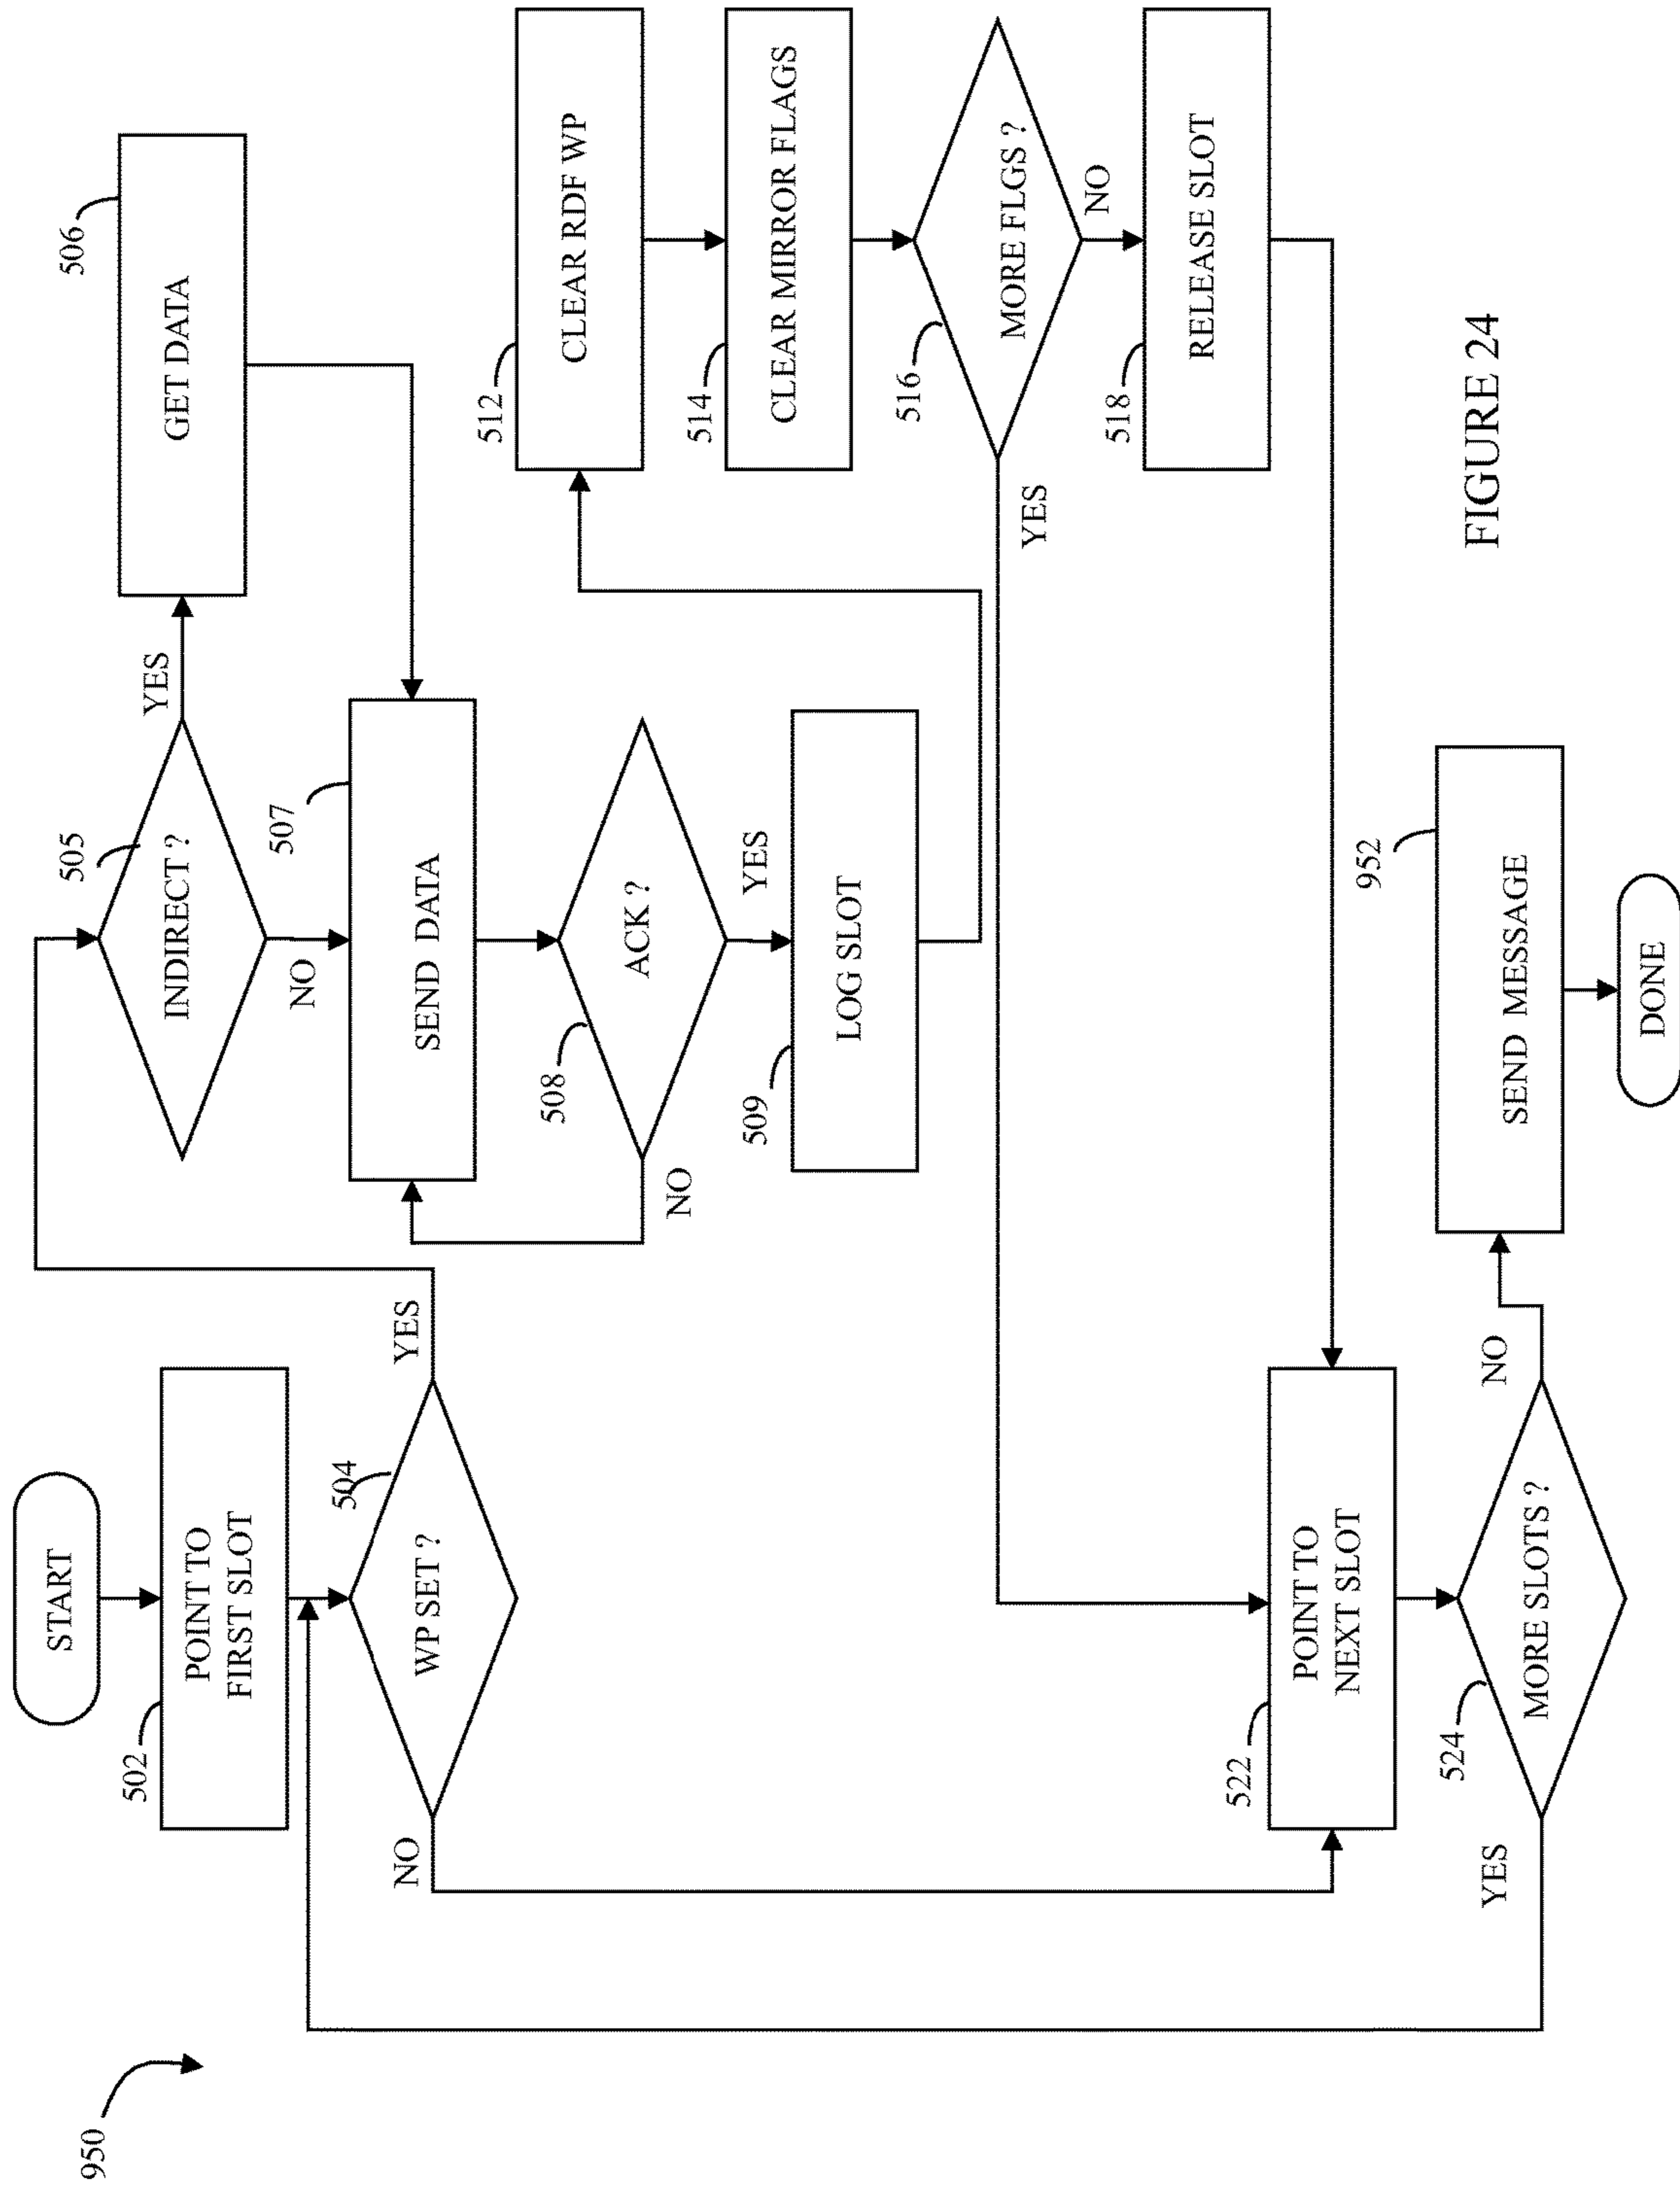 950
START
502
POINT TO
FIRST SLOT
504
WP SET ?
YES
NO
505
INDIRECT ?
YES
NO
506
GET DATA
507
SEND DATA
508
ACK ?
NO
YES
509
LOG SLOT
512
CLEAR RDF WP
514
CLEAR MIRROR FLAGS
516
MORE FLGS ?
YES
NO
518
RELEASE SLOT
522
POINT TO
NEXT SLOT
524
MORE SLOTS ?
YES
NO
952
SEND MESSAGE
DONE
FIGURE 24